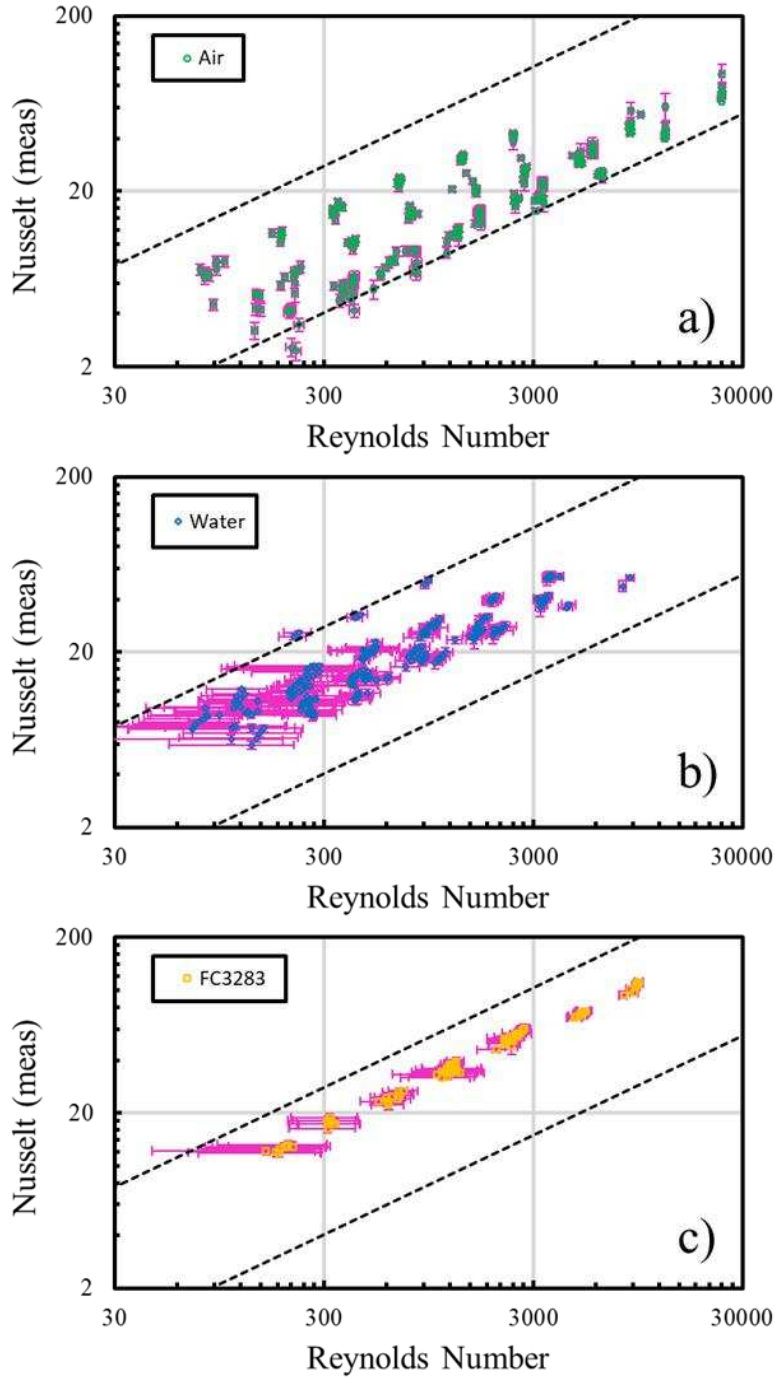 200
Air
Nusselt (meas)
20
a)
2
30 300 3000 30000
Reynolds Number
200
Water
Nusselt (meas)
20
b)
2
30 300 3000 30000
Reynolds Number
200
FC3283
Nusselt (meas)
20
c)
2
30 300 3000 30000
Reynolds Number